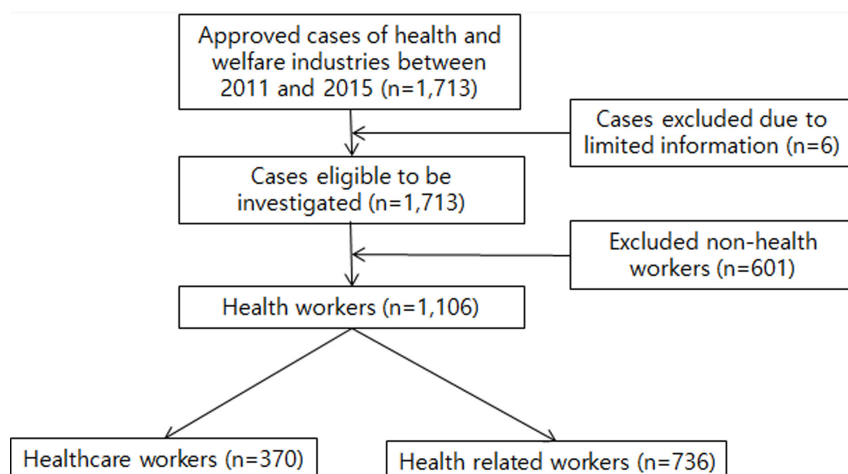 Approved cases of health and
welfare industries between
2011 and 2015 (n=1,713)
Cases excluded due to
limited information (n=6)
Cases eligible to be
investigated (n=1,713)
Excluded non-health
workers (n=601)
Health workers (n=1,106)
Healthcare workers (n=370)
Health related workers (n=736)